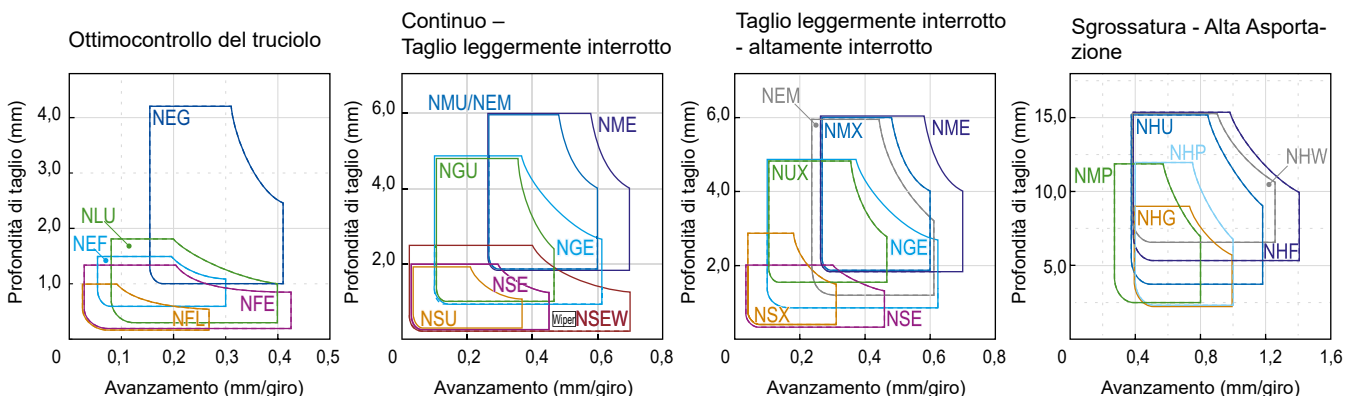 Ottimocontrollo del truciolo
Profondità di taglio (mm)
4,0
3,0
2,0
1,0
0
0,1
0,2
0,3
0,4
0,5
Avanzamento (mm/giro)
NEG
NLU
NEF
NFE
NFL
Continuo –
Taglio leggermente interrotto
Profondità di taglio (mm)
6,0
4,0
2,0
0
0,2
0,4
0,6
0,8
Avanzamento (mm/giro)
NMU/NEM
NME
NGU
NGE
NSE
NSU
Wiper
NSEW
Taglio leggermente interrotto
- altamente interrotto
Profondità di taglio (mm)
6,0
4,0
2,0
0
0,2
0,4
0,6
0,8
Avanzamento (mm/giro)
NEM
NMX
NME
NUX
NGE
NSX
NSE
Sgrossatura - Alta Asporta-
zione
Profondità di taglio (mm)
15,0
10,0
5,0
0
0,4
0,8
1,2
1,6
Avanzamento (mm/giro)
NHU
NHP
NHW
NMP
NHG
NHF